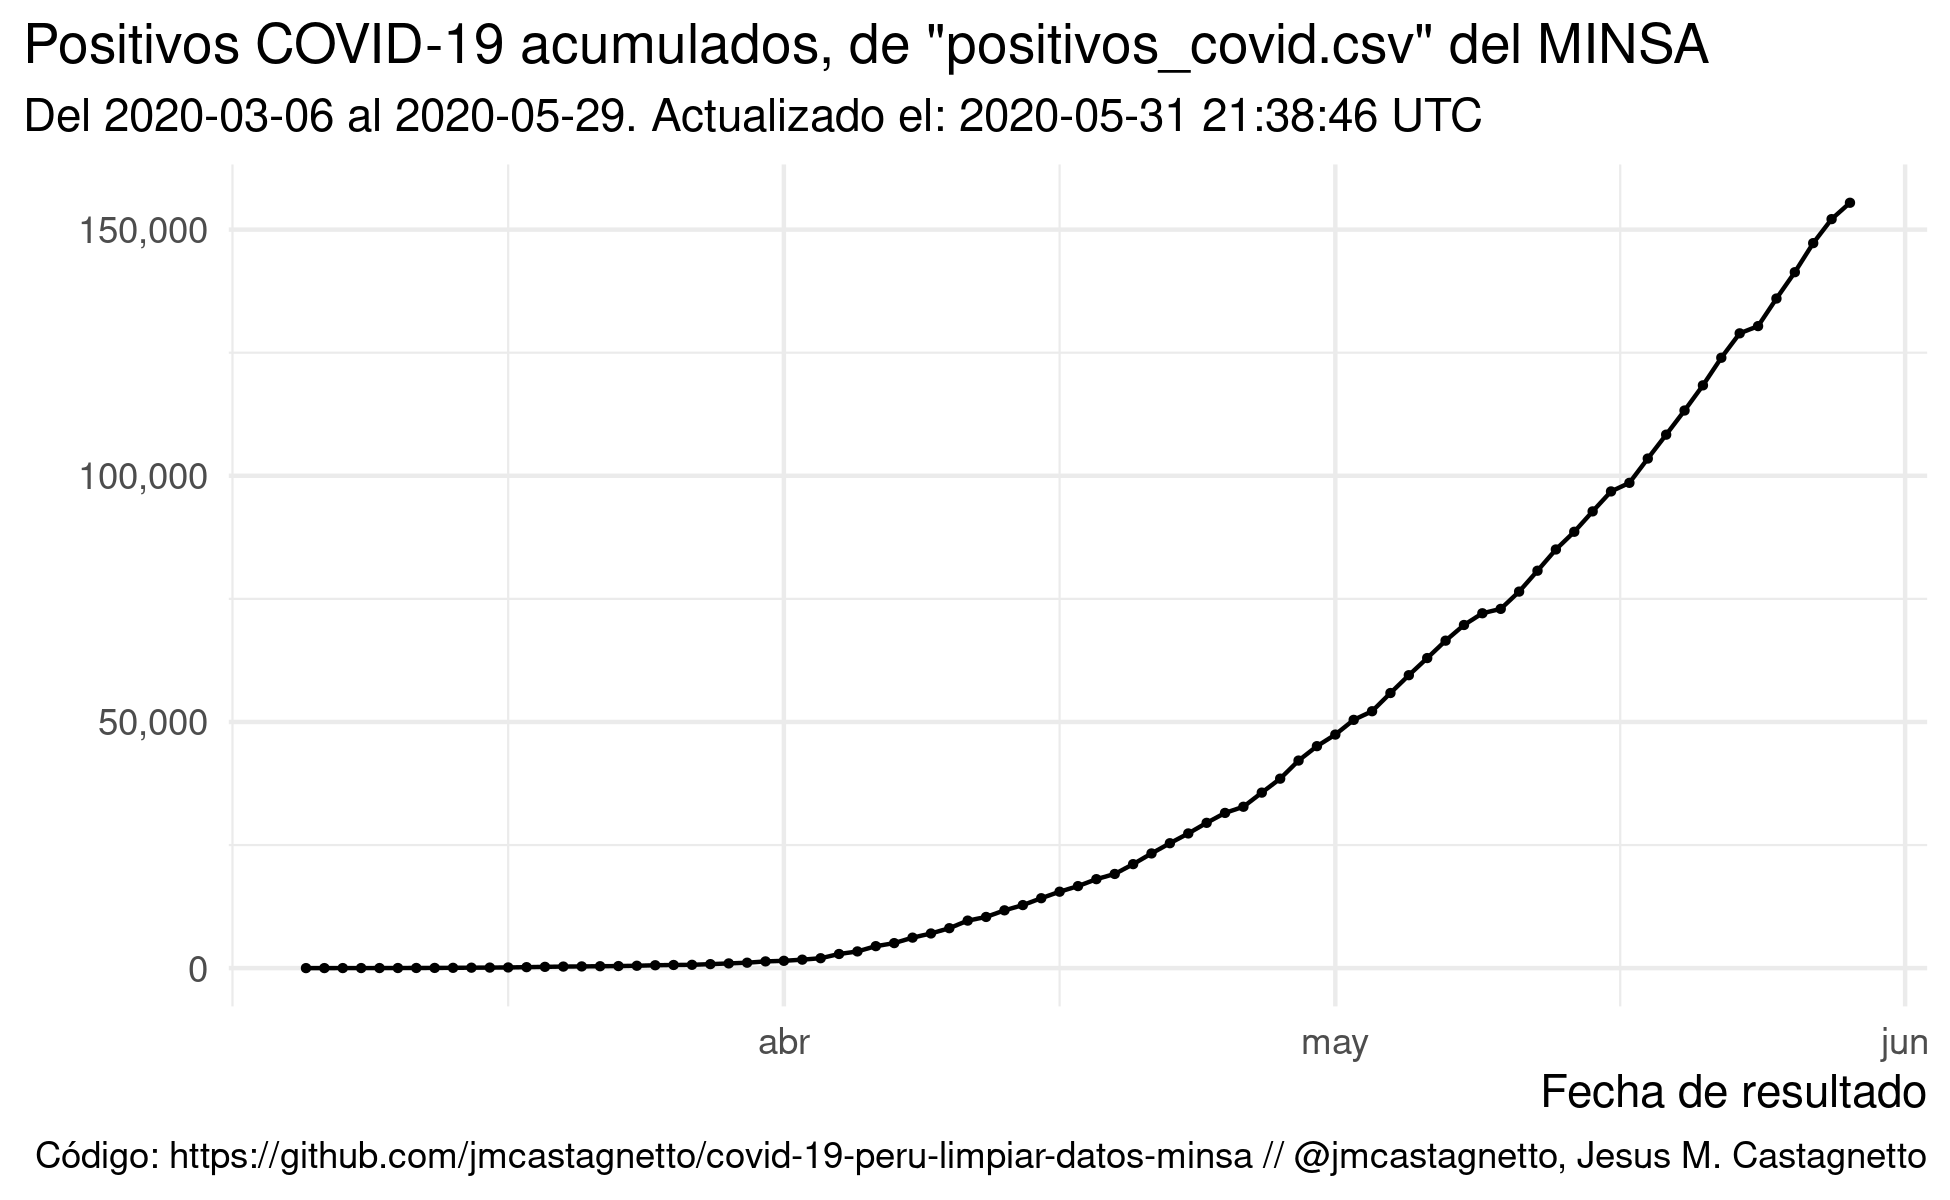 Positivos COVID-19 acumulados, de "positivos_covid.csv" del MINSA
Del 2020-03-06 al 2020-05-29. Actualizado el: 2020-05-31 21:38:46 UTC
150,000
100,000
50,000
0
abr may jun
Fecha de resultado
Código: https://github.com/jmcastagnetto/covid-19-peru-limpiar-datos-minsa // @jmcastagnetto, Jesus M. Castagnetto